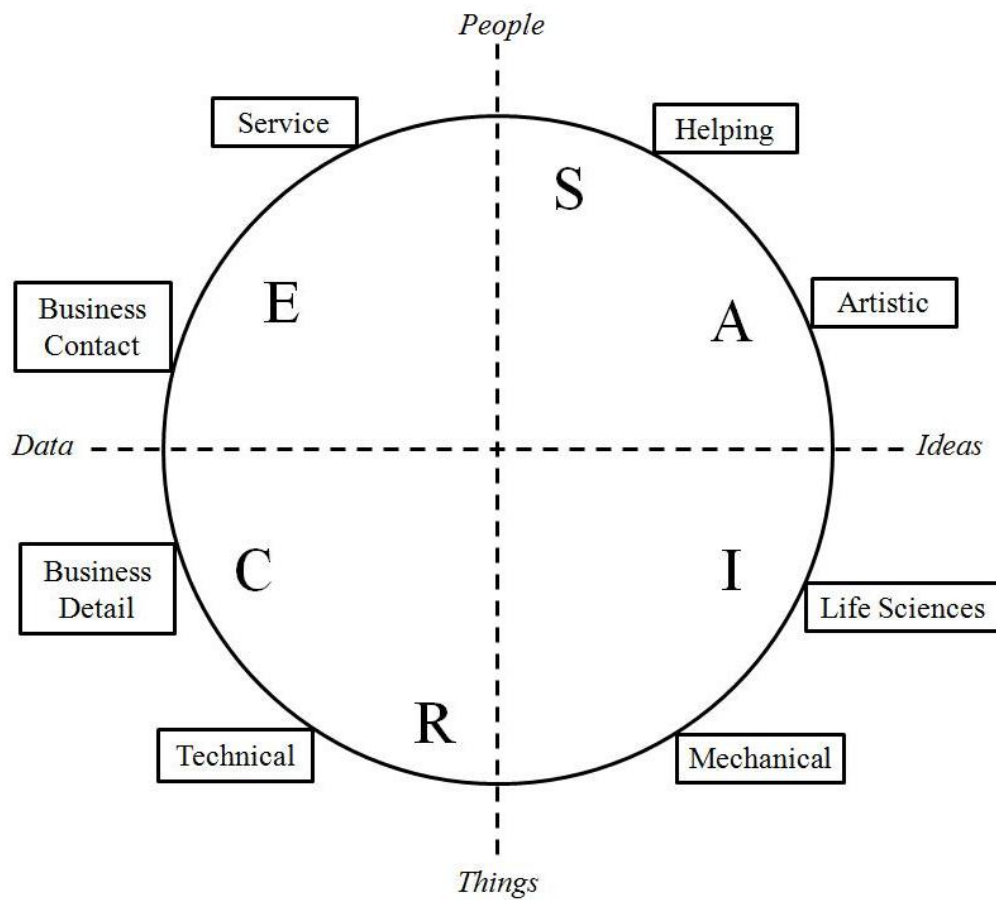 People
Service
Helping
S
E
A
Business
Contact
Artistic
Data
Ideas
C
I
Business
Detail
Life Sciences
R
Technical
Mechanical
Things